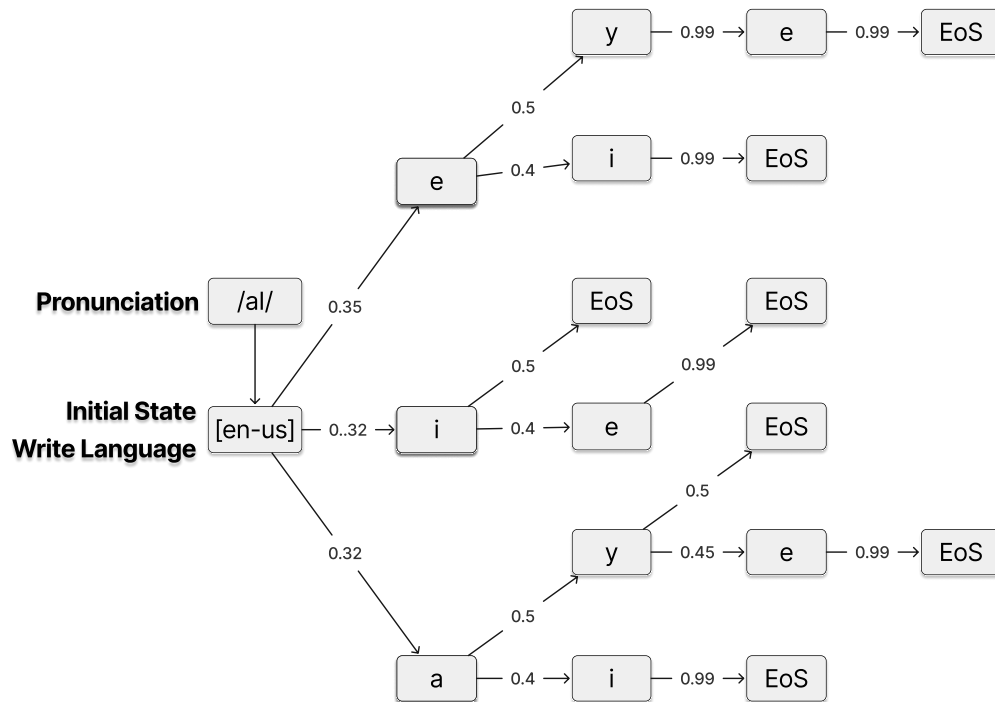 y 0.99 e 0.99 EoS
0.5
e 0.4 i 0.99 EoS
Pronunciation /aI/
0.35
EoS EoS
0.5 0.99
Initial State
Write Language
[en-us] 0..32 i 0.4 e EoS
0.5
0.32
y 0.45 e 0.99 EoS
0.5
a 0.4 i 0.99 EoS